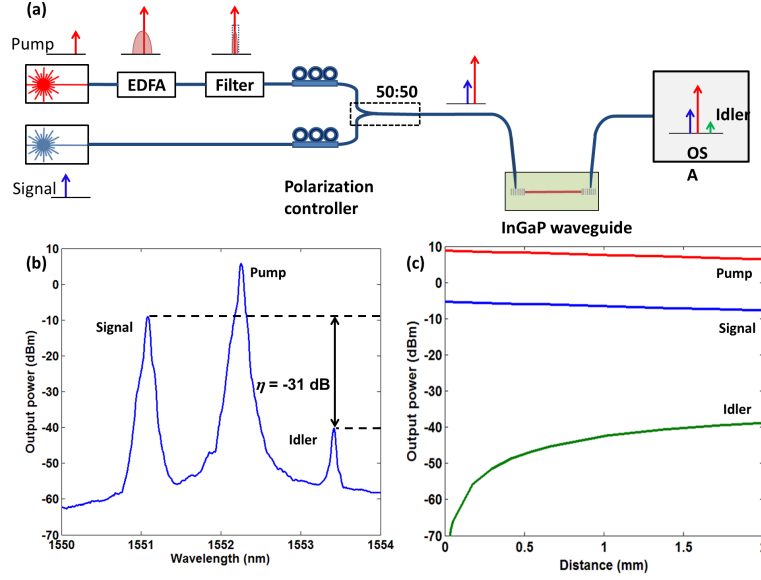 (a)
Pump
EDFA
Filter
50:50
Idler
OS
A
Signal
Polarization
controller
InGaP waveguide
(b)
10
0
-10
-20
-30
-40
-50
-60
-70
Output power (dBm)
Signal
Pump
η = -31 dB
Idler
1550
1551
1552
1553
1554
Wavelength (nm)
(c)
10
0
-10
-20
-30
-40
-50
-60
-70
Output power (dBm)
Pump
Signal
Idler
0
0.5
1
1.5
2
Distance (mm)